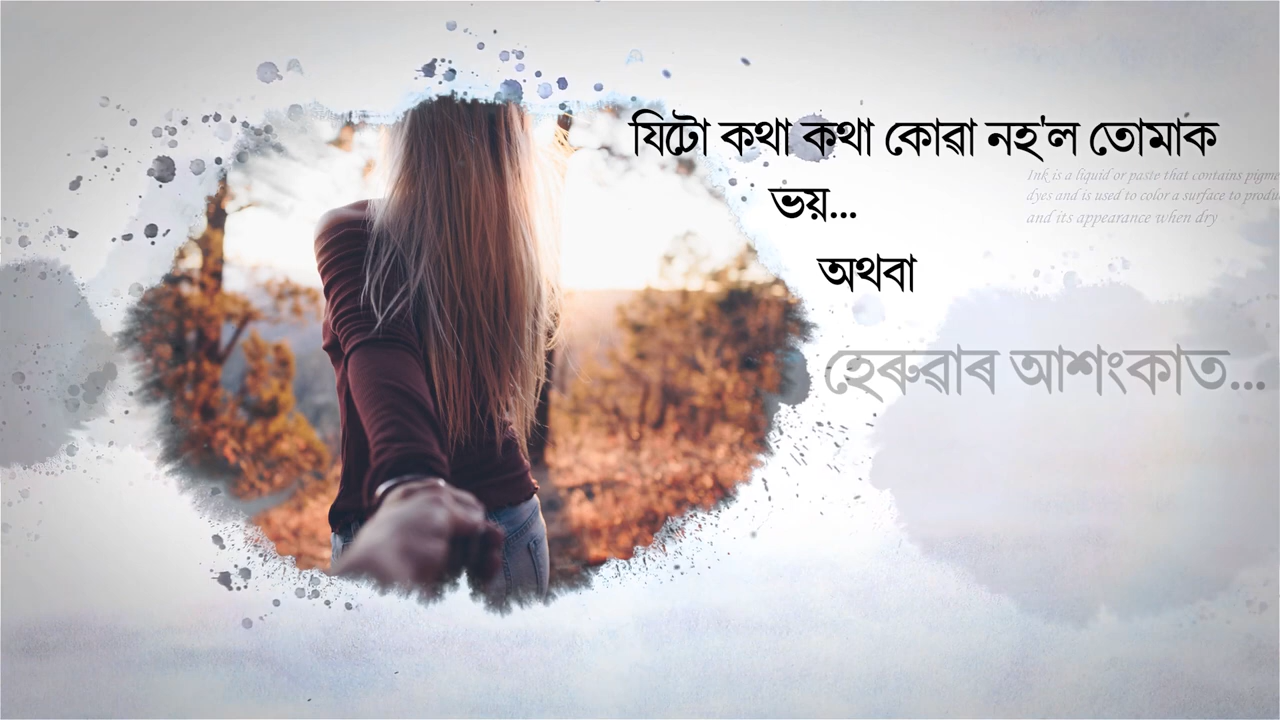 যিটো কথা কথা কোৱা নহ'ল তোমাক
ভয়...
অথবা
হেৰুৱাৰ আশংকাত...
Ink is a liquid or paste that contains pigme
dyes and is used to color a surface to produ
and its appearance when dry